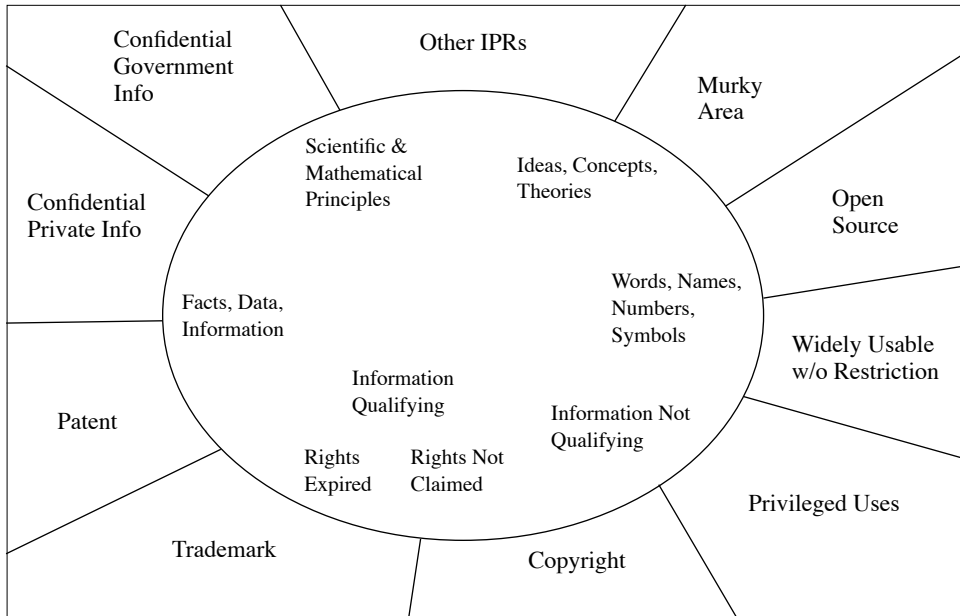 Confidential
Government
Info
Other IPRs
Murky
Area
Scientific &
Mathematical
Principles
Ideas, Concepts,
Theories
Confidential
Private Info
Open
Source
Facts, Data,
Information
Words, Names,
Numbers,
Symbols
Widely Usable
w/o Restriction
Information
Qualifying
Information Not
Qualifying
Patent
Rights
Expired
Rights Not
Claimed
Privileged Uses
Trademark
Copyright